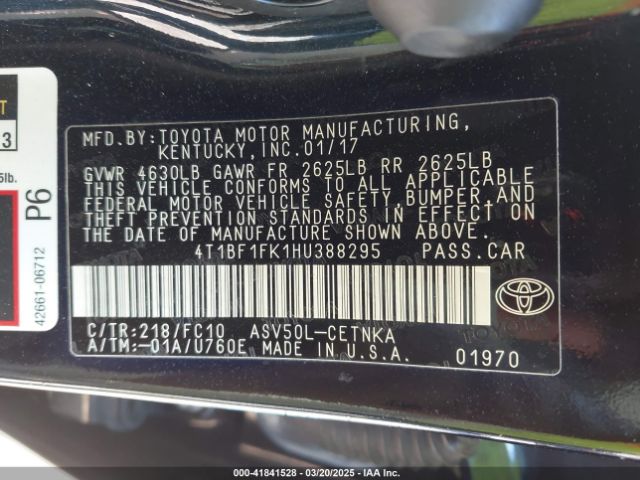 MFD.BY:TOYOTA MOTOR MANUFACTURING,
KENTUCKY,INC.01/17
GVWR 4630LB GAWR FR 2625LB RR 2625LB
THIS VEHICLE CONFORMS TO ALL APPLICABLE
FEDERAL MOTOR VEHICLE SAFETY,BUMPER,AND
THEFT PREVENTION STANDARDS IN EFFECT ON
THE DATE OF MANUFACTURE SHOWN ABOVE.
4T1BF1FK1HU388295 PASS.CAR
C/TR:218/FC10 ASV50L-CETNKA
A/TM:-01A/U760E MADE IN U.S.A. 01970
P6
42661-06712
5lb.
T
3
000-41841528 - 03/20/2025 - IAA Inc.